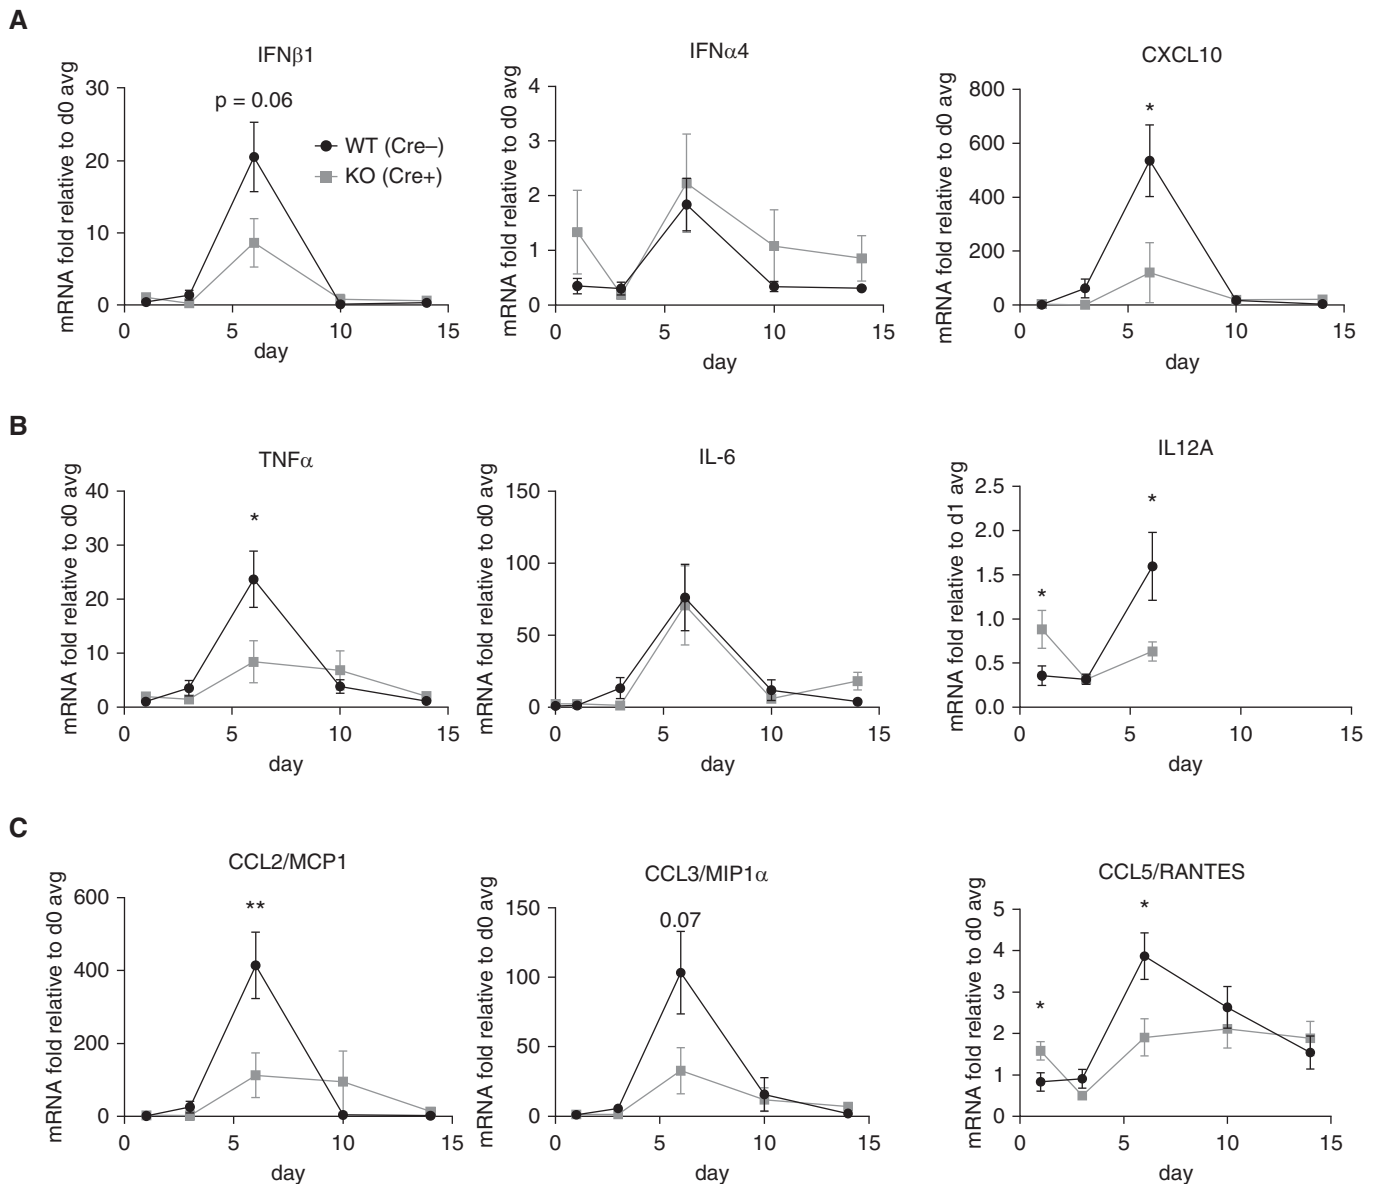 A
IFNβ1
mRNA fold relative to d0 avg
30
20
10
0
p = 0.06
WT (Cre–)
KO (Cre+)
0 5 10 15
day
IFNα4
mRNA fold relative to d0 avg
4
3
2
1
0
0 5 10 15
day
CXCL10
mRNA fold relative to d0 avg
800
600
400
200
0
*
0 5 10 15
day
B
TNFα
mRNA fold relative to d0 avg
40
30
20
10
0
*
0 5 10 15
day
IL-6
mRNA fold relative to d0 avg
150
100
50
0
0 5 10 15
day
IL12A
mRNA fold relative to d1 avg
2.5
2.0
1.5
1.0
0.5
0.0
* *
0 5 10 15
day
C
CCL2/MCP1
mRNA fold relative to d0 avg
600
400
200
0
**
0 5 10 15
day
CCL3/MIP1α
mRNA fold relative to d0 avg
150
100
50
0
0.07
0 5 10 15
day
CCL5/RANTES
mRNA fold relative to d0 avg
5
4
3
2
1
0
* *
0 5 10 15
day